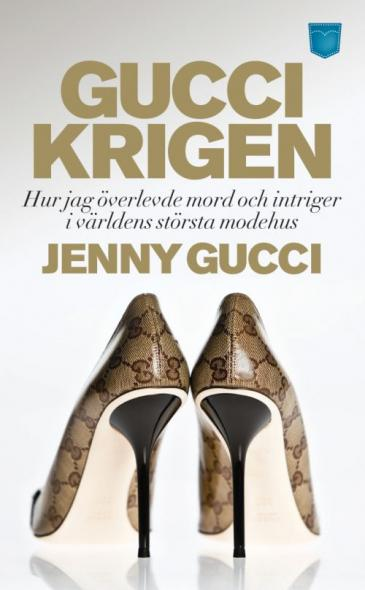 GUCCI
KRIGEN
Hur jag överlevde mord och intriger
i världens största modehus
JENNY GUCCI